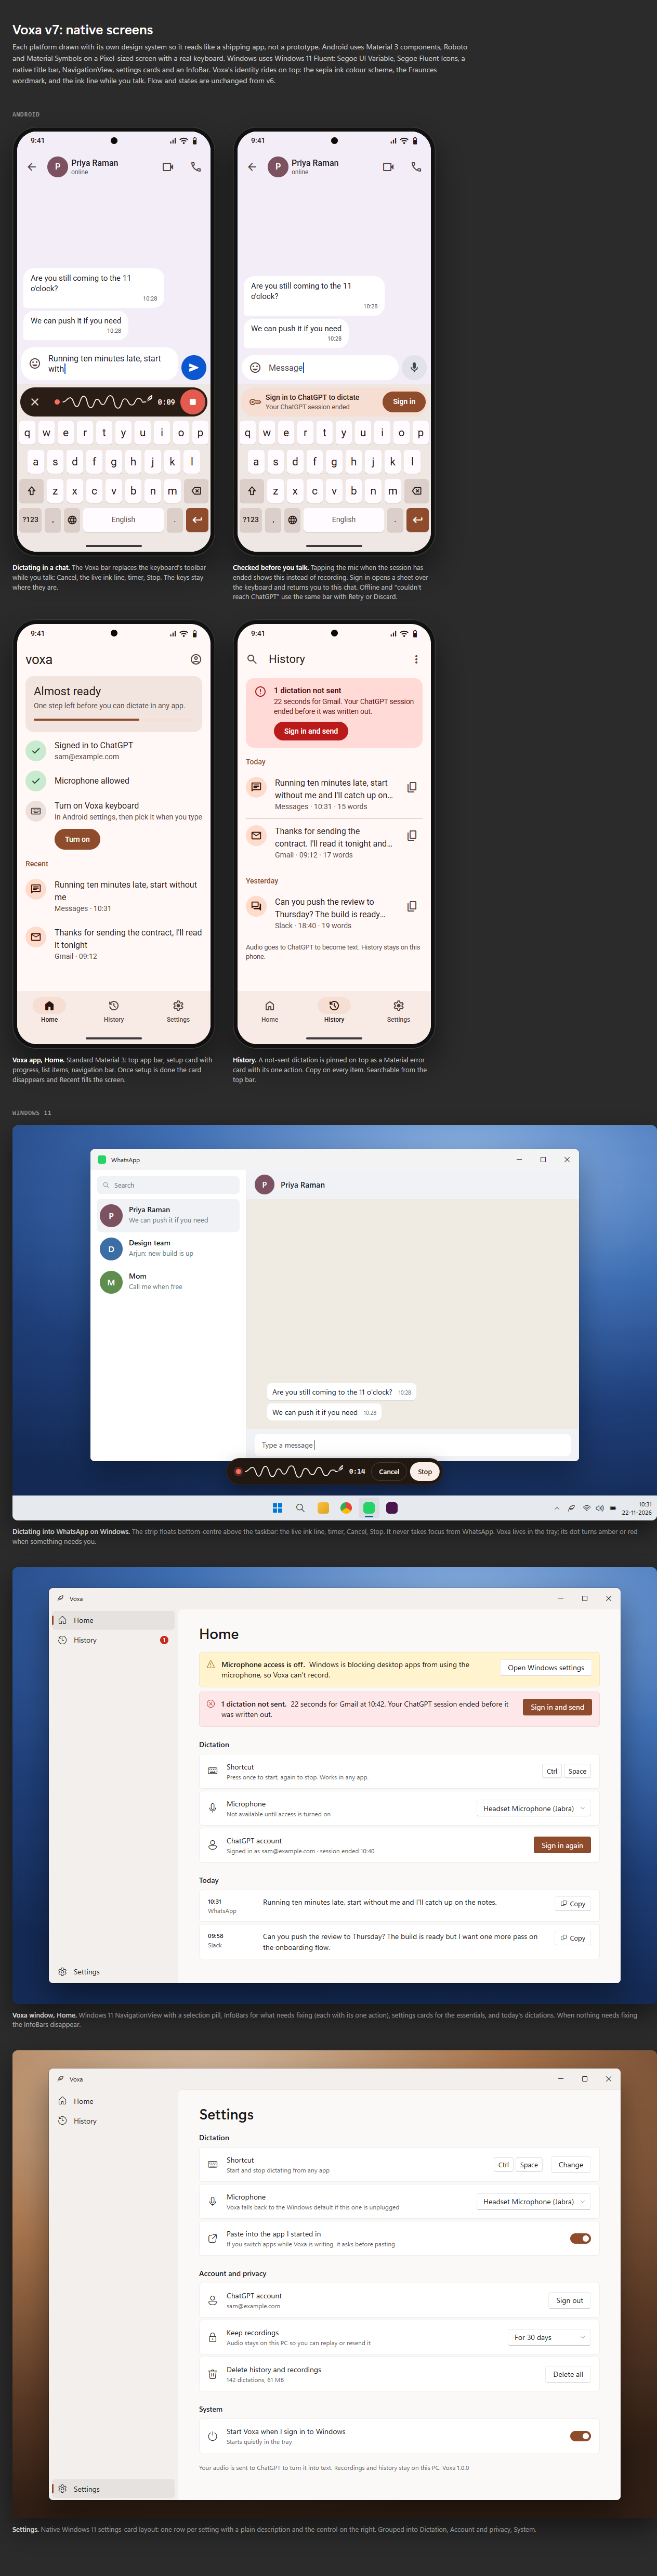 Voxa v7: native screens
Each platform drawn with its own design system so it reads like a shipping app, not a prototype. Android uses Material 3 components, Roboto
and Material Symbols on a Pixel-sized screen with a real keyboard. Windows uses Windows 11 Fluent: Segoe UI Variable, Segoe Fluent Icons, a
native title bar, NavigationView, settings cards and an InfoBar. Voxa's identity rides on top: the sepia ink colour scheme, the Fraunces
wordmark, and the ink line while you talk. Flow and states are unchanged from v6.
ANDROID
9:41
P
Priya Raman
online
Are you still coming to the 11
o'clock?
10:28
We can push it if you need
10:28
Running ten minutes late, start
with
0:09
q w e r t y u i o p
a s d f g h j k l
z x c v b n m
?123 , English .
Dictating in a chat. The Voxa bar replaces the keyboard's toolbar
while you talk: Cancel, the live ink line, timer, Stop. The keys stay
where they are.
9:41
P
Priya Raman
online
Are you still coming to the 11
o'clock?
10:28
We can push it if you need
10:28
Message
Sign in to ChatGPT to dictate
Your ChatGPT session ended
Sign in
q w e r t y u i o p
a s d f g h j k l
z x c v b n m
?123 , English .
Checked before you talk. Tapping the mic when the session has
ended shows this instead of recording. Sign in opens a sheet over
the keyboard and returns you to this chat. Offline and "couldn't
reach ChatGPT" use the same bar with Retry or Discard.
9:41
voxa
Almost ready
One step left before you can dictate in any app.
Signed in to ChatGPT
sam@example.com
Microphone allowed
Turn on Voxa keyboard
In Android settings, then pick it when you type
Turn on
Recent
Running ten minutes late, start without
me
Messages · 10:31
Thanks for sending the contract, I'll read
it tonight
Gmail · 09:12
Home
History
Settings
Voxa app, Home. Standard Material 3: top app bar, setup card with
progress, list items, navigation bar. Once setup is done the card
disappears and Recent fills the screen.
9:41
History
1 dictation not sent
22 seconds for Gmail. Your ChatGPT session
ended before it was written out.
Sign in and send
Today
Running ten minutes late, start
without me and I'll catch up on...
Messages · 10:31 · 15 words
Thanks for sending the
contract. I'll read it tonight and...
Gmail · 09:12 · 17 words
Yesterday
Can you push the review to
Thursday? The build is ready...
Slack · 18:40 · 19 words
Audio goes to ChatGPT to become text. History stays on this
phone.
Home
History
Settings
History. A not-sent dictation is pinned on top as a Material error
card with its one action. Copy on every item. Searchable from the
top bar.
WINDOWS 11
WhatsApp
Search
P
Priya Raman
We can push it if you need
D
Design team
Arjun: new build is up
M
Mom
Call me when free
P
Priya Raman
Are you still coming to the 11 o'clock? 10:28
We can push it if you need 10:28
Type a message
0:14
Cancel
Stop
10:31
22-11-2026
Dictating into WhatsApp on Windows. The strip floats bottom-centre above the taskbar: the live ink line, timer, Cancel, Stop. It never takes focus from WhatsApp. Voxa lives in the tray; its dot turns amber or red
when something needs you.
Voxa
Home
History
1
Home
Microphone access is off. Windows is blocking desktop apps from using the
microphone, so Voxa can't record.
Open Windows settings
1 dictation not sent. 22 seconds for Gmail at 10:42. Your ChatGPT session ended before it
was written out.
Sign in and send
Dictation
Shortcut
Press once to start, again to stop. Works in any app.
Ctrl Space
Microphone
Not available until access is turned on
Headset Microphone (Jabra)
ChatGPT account
Signed in as sam@example.com · session ended 10:40
Sign in again
Today
10:31
WhatsApp
Running ten minutes late, start without me and I'll catch up on the notes.
Copy
09:58
Slack
Can you push the review to Thursday? The build is ready but I want one more pass on
the onboarding flow.
Copy
Settings
Voxa window, Home. Windows 11 NavigationView with a selection pill, InfoBars for what needs fixing (each with its one action), settings cards for the essentials, and today's dictations. When nothing needs fixing
the InfoBars disappear.
Voxa
Home
History
Settings
Dictation
Shortcut
Start and stop dictating from any app
Ctrl Space
Change
Microphone
Voxa falls back to the Windows default if this one is unplugged
Headset Microphone (Jabra)
Paste into the app I started in
If you switch apps while Voxa is writing, it asks before pasting
Account and privacy
ChatGPT account
sam@example.com
Sign out
Keep recordings
Audio stays on this PC so you can replay or resend it
For 30 days
Delete history and recordings
142 dictations, 61 MB
Delete all
System
Start Voxa when I sign in to Windows
Starts quietly in the tray
Your audio is sent to ChatGPT to turn it into text. Recordings and history stay on this PC. Voxa 1.0.0
Settings
Settings. Native Windows 11 settings-card layout: one row per setting with a plain description and the control on the right. Grouped into Dictation, Account and privacy, System.